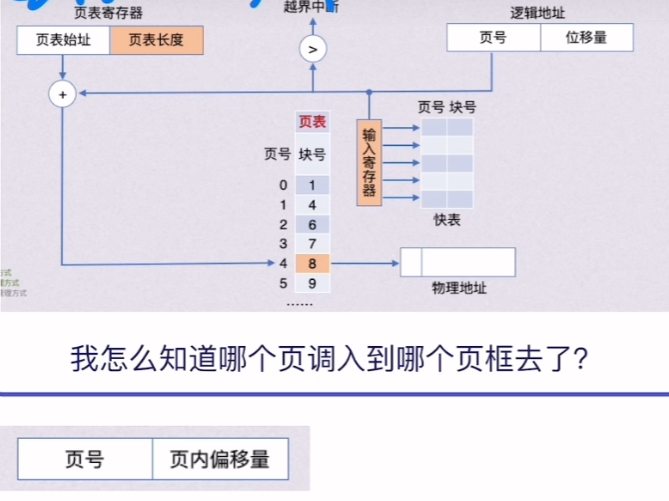 页表寄存器
越界中断
逻辑地址
页表始址 页表长度
>
页号 位移量
+
页号 块号
页表
输入寄存器
页号 块号
0 1
1 4
2 6
快表
3 7
4 8
5 9
物理地址
……
我怎么知道哪个页调入到哪个页框去了?
页号 页内偏移量